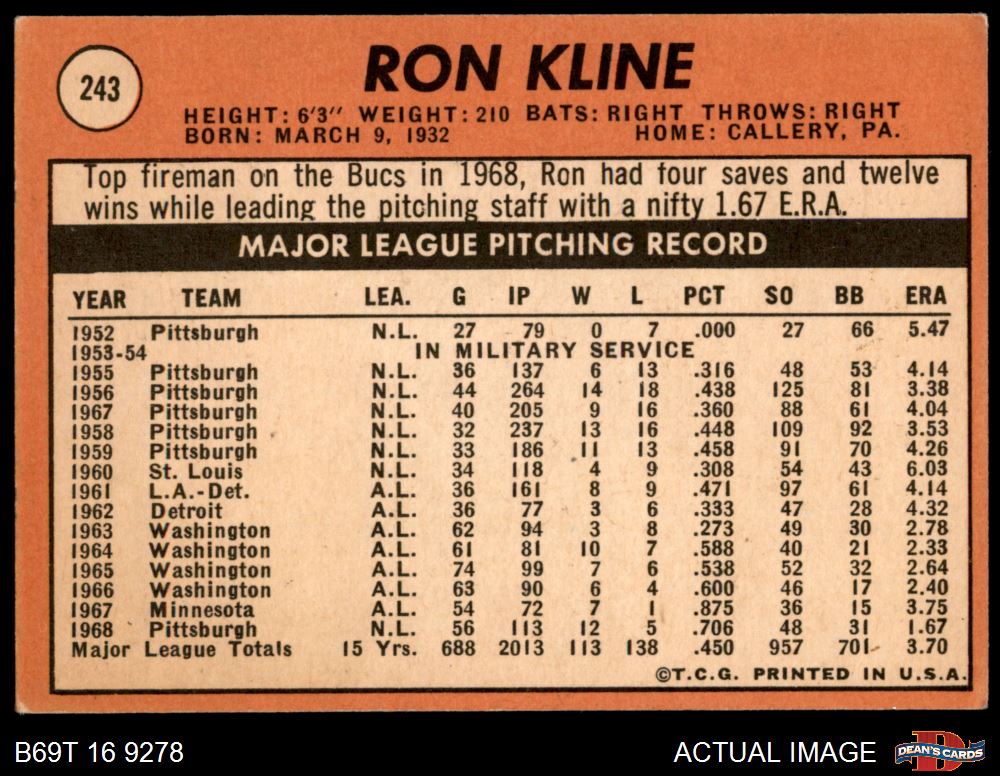 243
RON KLINE
HEIGHT: 6'3" WEIGHT: 210 BATS: RIGHT THROWS: RIGHT
BORN: MARCH 9, 1932 HOME: CALLERY, PA.
Top fireman on the Bucs in 1968, Ron had four saves and twelve
wins while leading the pitching staff with a nifty 1.67 E.R.A.
MAJOR LEAGUE PITCHING RECORD
YEAR TEAM LEA. G IP W L PCT SO BB ERA
1952 Pittsburgh N.L. 27 79 0 7 .000 27 66 5.47
1953-54 IN MILITARY SERVICE
1955 Pittsburgh N.L. 36 137 6 13 .316 48 53 4.14
1956 Pittsburgh N.L. 44 264 14 18 .438 125 81 3.38
1967 Pittsburgh N.L. 40 205 9 16 .360 88 61 4.04
1958 Pittsburgh N.L. 32 237 13 16 .448 109 92 3.53
1959 Pittsburgh N.L. 33 186 11 13 .458 91 70 4.26
1960 St. Louis N.L. 34 118 4 9 .308 54 43 6.03
1961 L.A.-Det. A.L. 36 161 8 9 .471 97 61 4.14
1962 Detroit A.L. 36 77 3 6 .333 47 28 4.32
1963 Washington A.L. 62 94 3 8 .273 49 30 2.78
1964 Washington A.L. 61 81 10 7 .588 40 21 2.33
1965 Washington A.L. 74 99 7 6 .538 52 32 2.64
1966 Washington A.L. 63 90 6 4 .600 46 17 2.40
1967 Minnesota A.L. 54 72 7 1 .875 36 15 3.75
1968 Pittsburgh N.L. 56 113 12 5 .706 48 31 1.67
Major League Totals 15 Yrs. 688 2013 113 138 .450 957 701 3.70
©T.C.G. PRINTED IN U.S.A.
B69T 16 9278 ACTUAL IMAGE DEAN'S CARDS